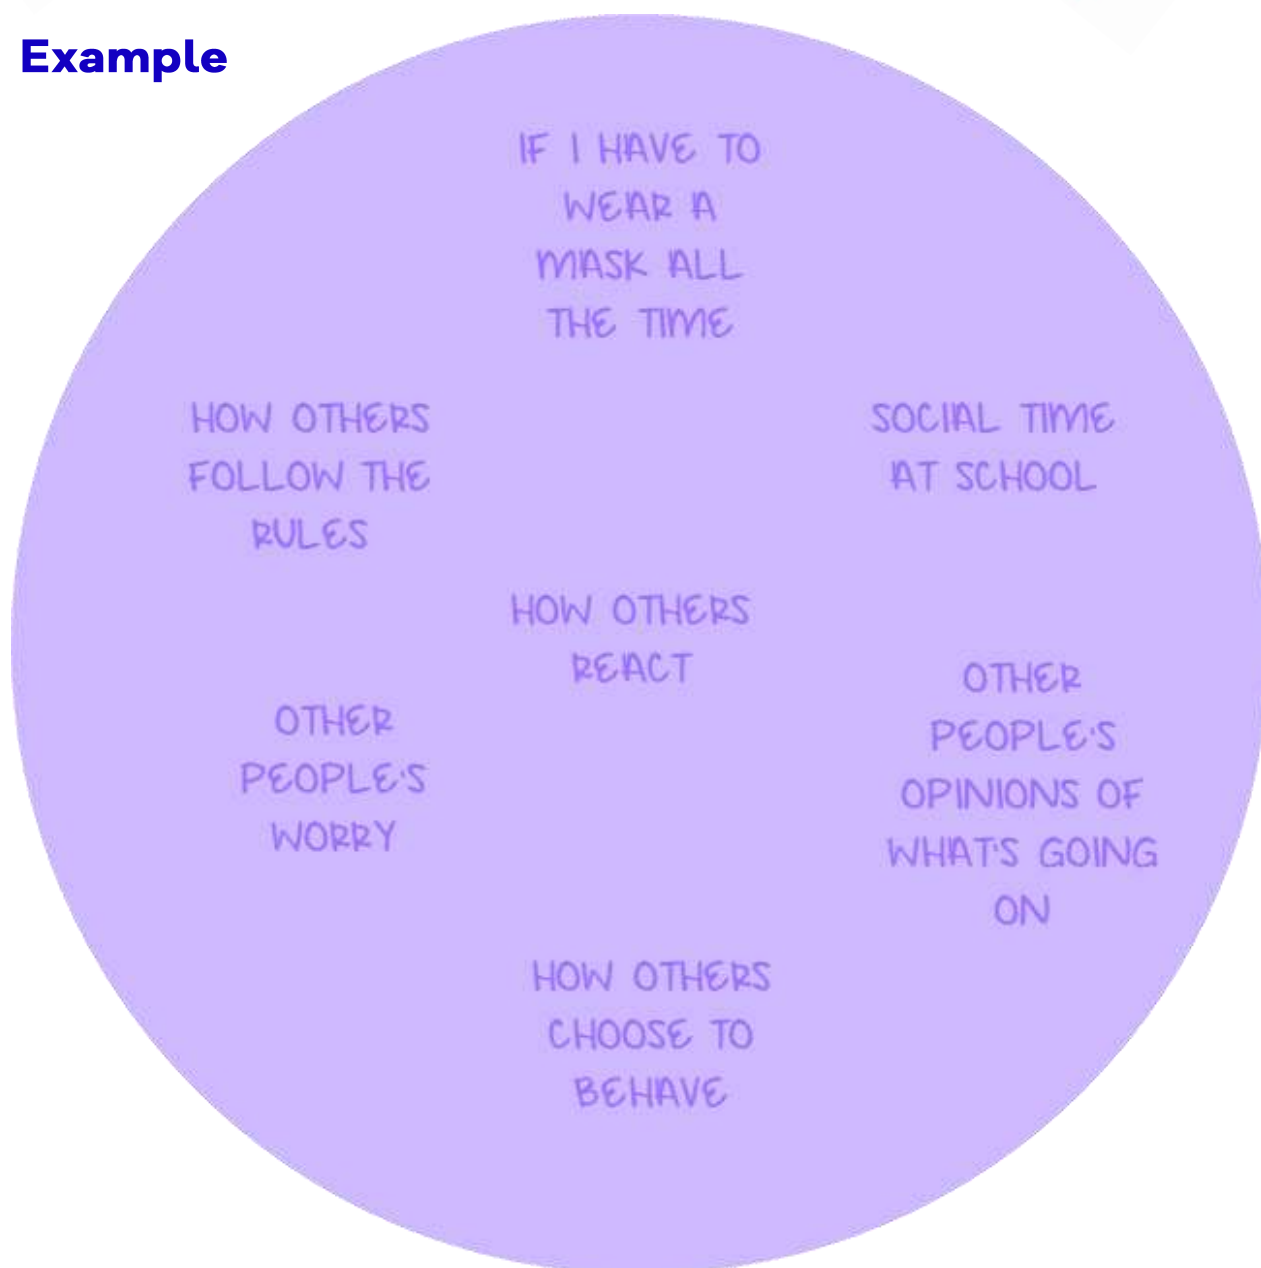 Example
IF I HAVE TO
WEAR A
MASK ALL
THE TIME
HOW OTHERS
FOLLOW THE
RULES
SOCIAL TIME
AT SCHOOL
HOW OTHERS
REACT
OTHER
PEOPLE'S
WORRY
OTHER
PEOPLE'S
OPINIONS OF
WHAT'S GOING
ON
HOW OTHERS
CHOOSE TO
BEHAVE